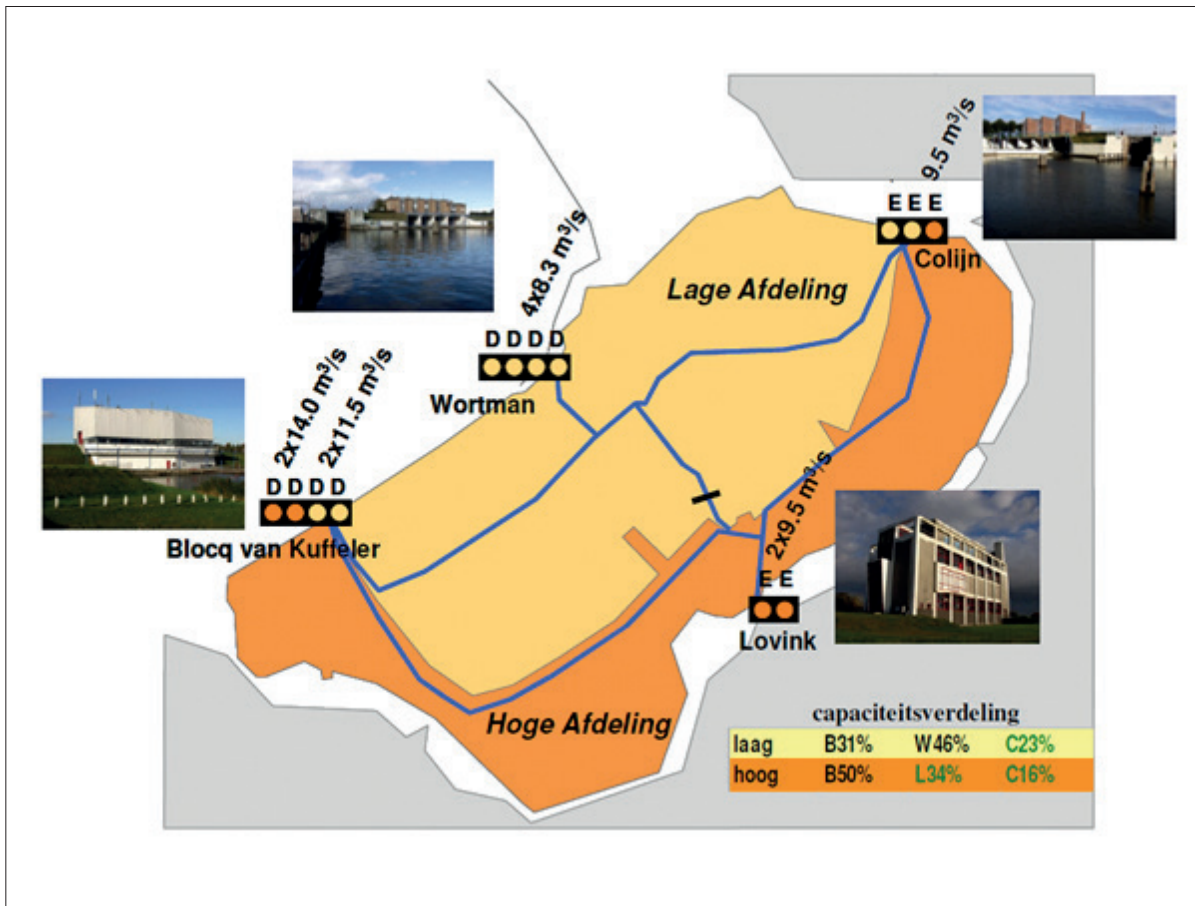 9.5 m³/s
E E E
Colijn
Lage Afdeling
4x8.3 m³/s
D D D D
Wortman
2x14.0 m³/s
2x11.5 m³/s
D D D D
Blocq van Kuffeler
2x9.5 m³/s
E E
Lovink
Hoge Afdeling
capaciteitsverdeling
laag B31% W46% C23%
hoog B50% L34% C16%